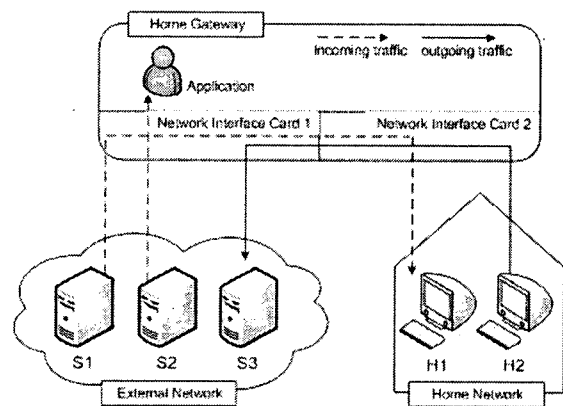 Home Gateway
incoming traffic
outgoing traffic
Application
Network Interface Card 1
Network Interface Card 2
S1
S2
S3
H1
H2
External Network
Home Network